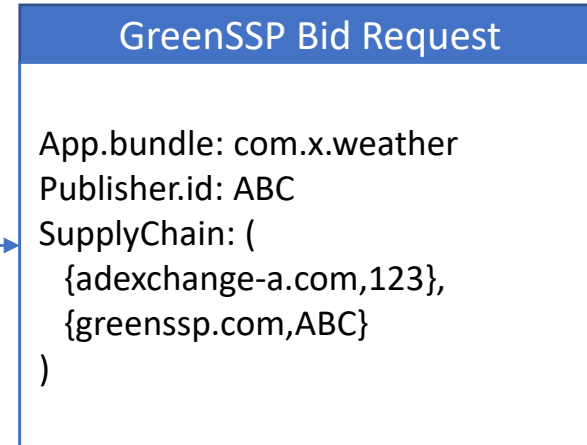 GreenSSP Bid Request
App.bundle: com.x.weather
Publisher.id: ABC
SupplyChain: (
{adexchange-a.com,123},
{greenssp.com,ABC}
)